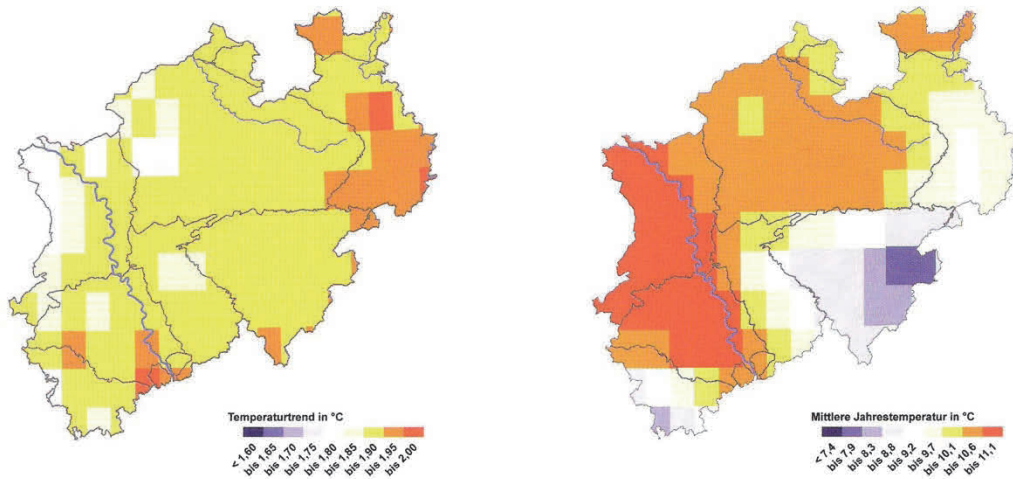 Temperaturtrend in °C
< 1,60
bis 1,65
bis 1,70
bis 1,75
bis 1,80
bis 1,85
bis 1,90
bis 1,95
bis 2,00
Mittlere Jahrestemperatur in °C
< 7,4
bis 7,9
bis 8,3
bis 8,8
bis 9,2
bis 9,7
bis 10,1
bis 10,6
bis 11,1